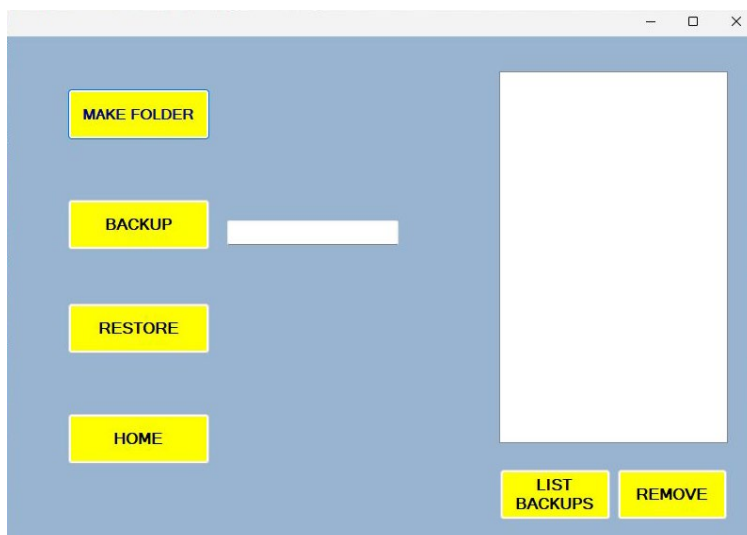 MAKE FOLDER
BACKUP
RESTORE
HOME
LIST
BACKUPS
REMOVE